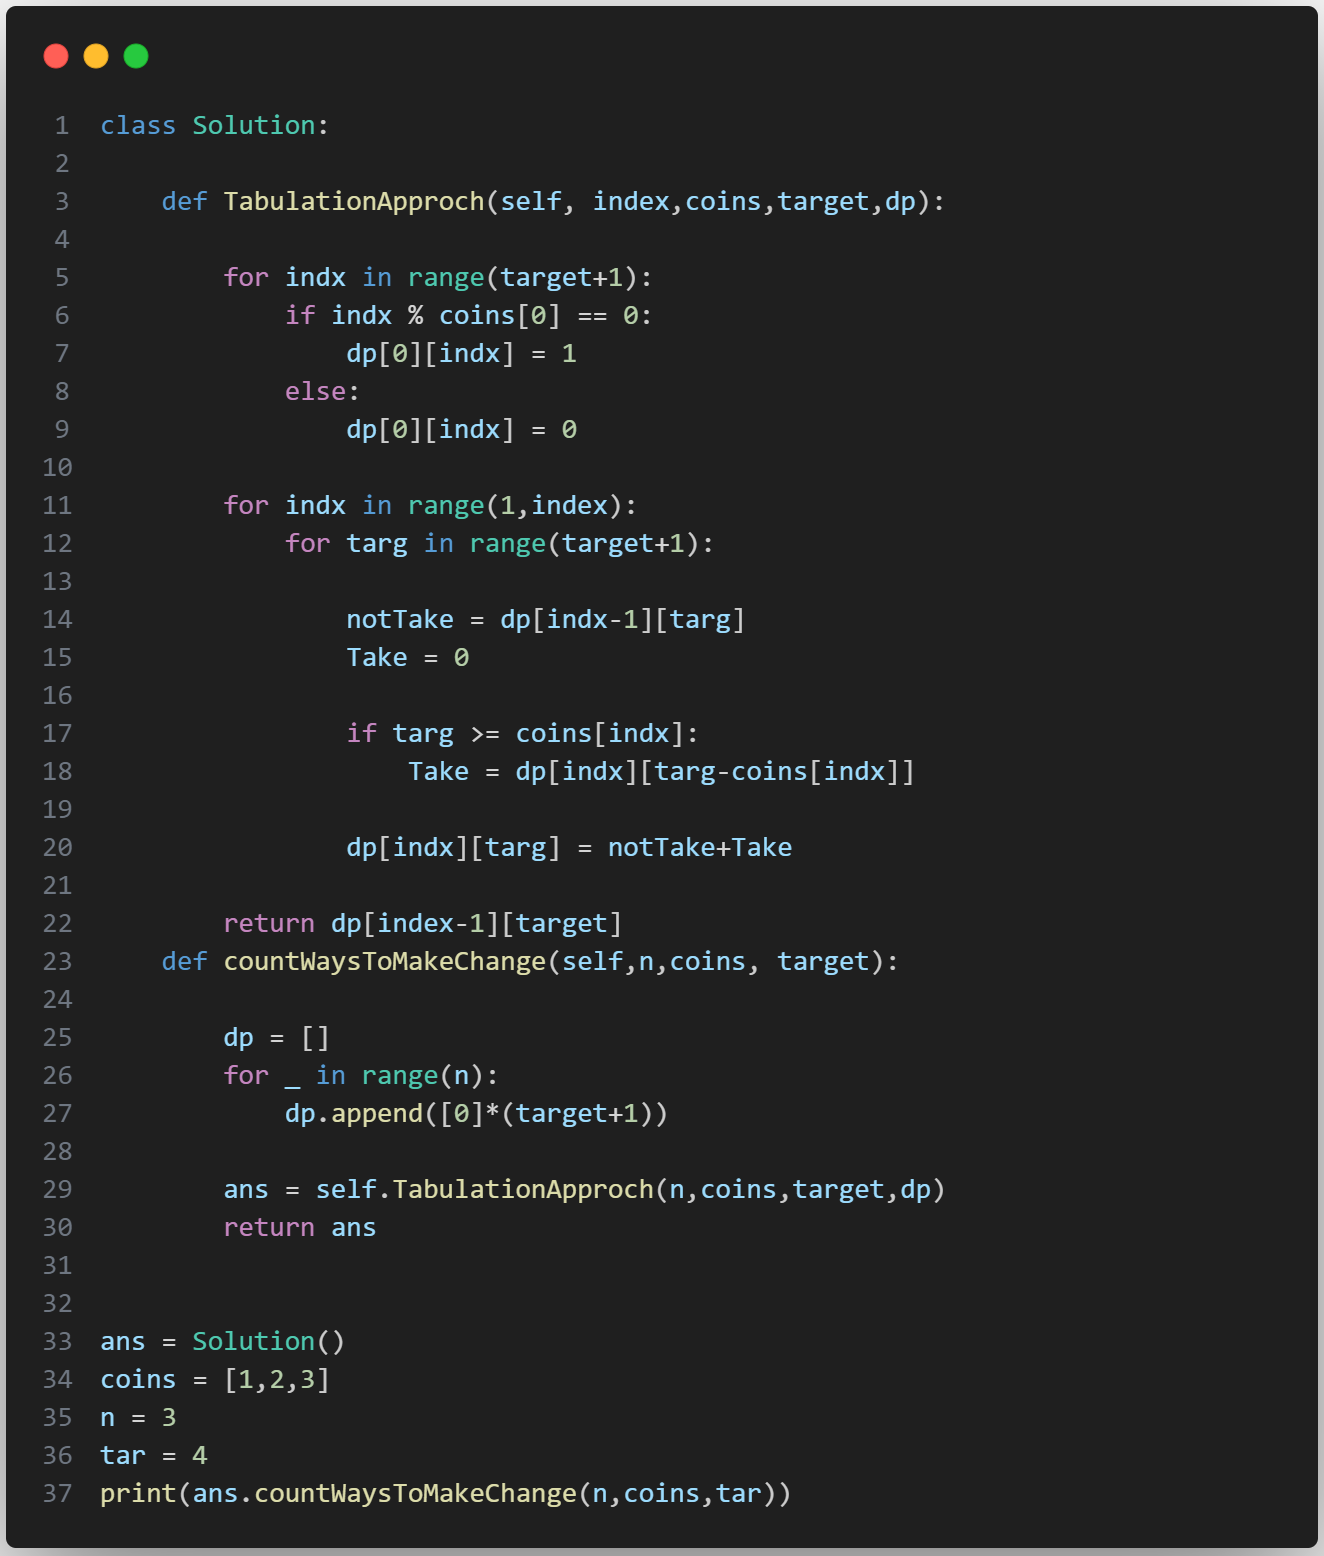 1 class Solution:
2
3     def TabulationApproch(self, index,coins,target,dp):
4
5         for indx in range(target+1):
6             if indx % coins[0] == 0:
7                 dp[0][indx] = 1
8             else:
9                 dp[0][indx] = 0
10
11         for indx in range(1,index):
12             for targ in range(target+1):
13
14                 notTake = dp[indx-1][targ]
15                 Take = 0
16
17                 if targ >= coins[indx]:
18                     Take = dp[indx][targ-coins[indx]]
19
20                 dp[indx][targ] = notTake+Take
21
22         return dp[index-1][target]
23     def countWaysToMakeChange(self,n,coins, target):
24
25         dp = []
26         for _ in range(n):
27             dp.append([0]*(target+1))
28
29         ans = self.TabulationApproch(n,coins,target,dp)
30         return ans
31
32
33 ans = Solution()
34 coins = [1,2,3]
35 n = 3
36 tar = 4
37 print(ans.countWaysToMakeChange(n,coins,tar))